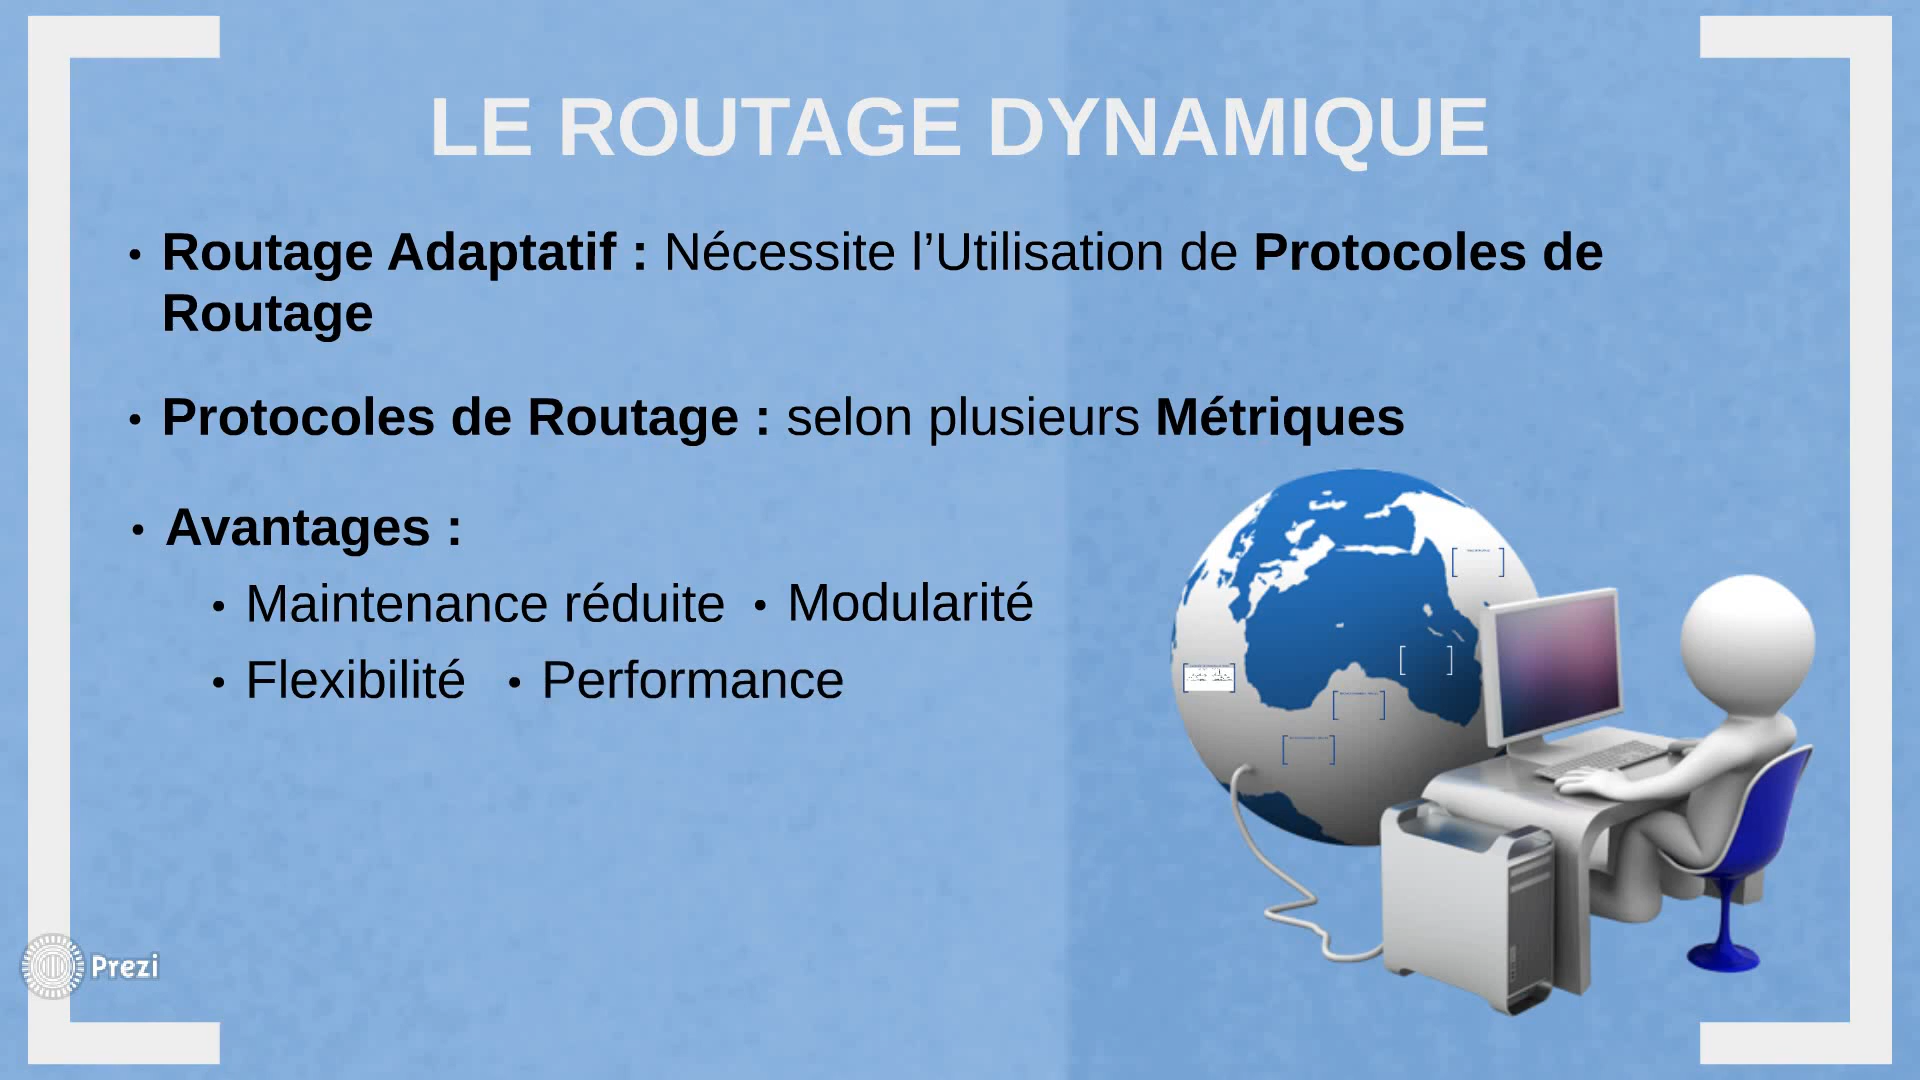 LE ROUTAGE DYNAMIQUE
• Routage Adaptatif : Nécessite l’Utilisation de Protocoles de
Routage
• Protocoles de Routage : selon plusieurs Métriques
• Avantages :
• Maintenance réduite • Modularité
• Flexibilité • Performance
Prezi